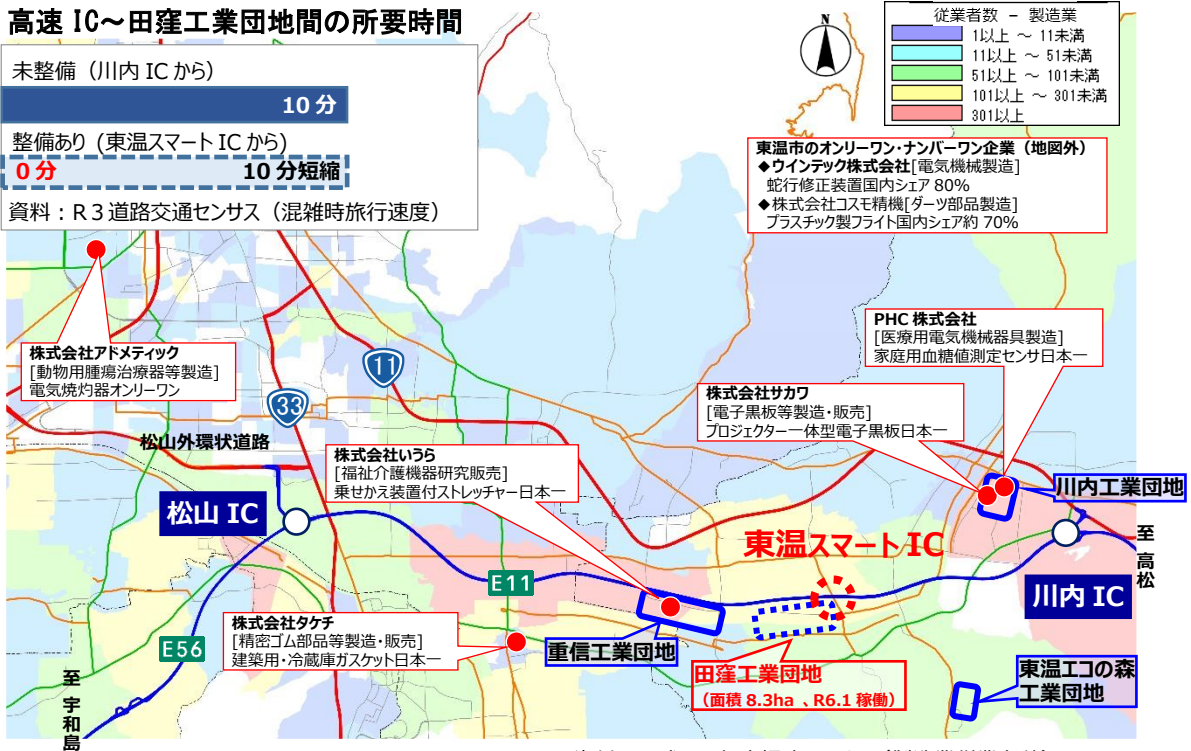 高速 IC～田窪工業団地間の所要時間
未整備（川内 IC から）
10 分
整備あり（東温スマート IC から）
0 分
10 分短縮
資料：R３道路交通センサス（混雑時旅行速度）
N
従業者数 － 製造業
1以上 ～ 11未満
11以上 ～ 51未満
51以上 ～ 101未満
101以上 ～ 301未満
301以上
東温市のオンリーワン・ナンバーワン企業（地図外）
◆ウインテック株式会社[電気機械製造]
蛇行修正装置国内シェア 80%
◆株式会社コスモ精機[ダーツ部品製造]
プラスチック製フライト国内シェア約 70%
株式会社アドメティック
[動物用腫瘍治療器等製造]
電気焼灼器オンリーワン
11
33
松山外環状道路
PHC 株式会社
[医療用電気機械器具製造]
家庭用血糖値測定センサ日本一
株式会社サカワ
[電子黒板等製造・販売]
プロジェクター一体型電子黒板日本一
株式会社いうら
[福祉介護機器研究販売]
乗せかえ装置付ストレッチャー日本一
川内工業団地
松山 IC
東温スマート IC
至 高松
E11
川内 IC
株式会社タケチ
[精密ゴム部品等製造・販売]
建築用・冷蔵庫ガスケット日本一
E56
重信工業団地
田窪工業団地
（面積 8.3ha 、R6.1 稼働）
東温エコの森
工業団地
至 宇和島